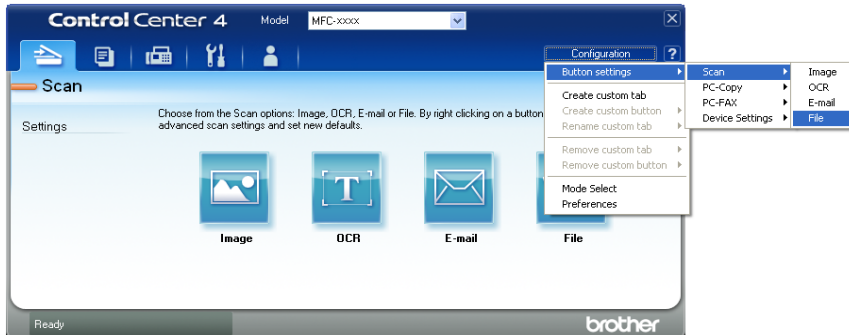 Control Center 4 Model MFC-xxxx
Configuration ?
Scan
Settings
Choose from the Scan options: Image, OCR, E-mail or File. By right clicking on a button
advanced scan settings and set new defaults.
Image OCR E-mail File
Button settings
Create custom tab
Create custom button
Rename custom tab
Remove custom tab
Remove custom button
Mode Select
Preferences
Scan
PC-Copy
PC-FAX
Device Settings
Image
OCR
E-mail
File
Ready
brother